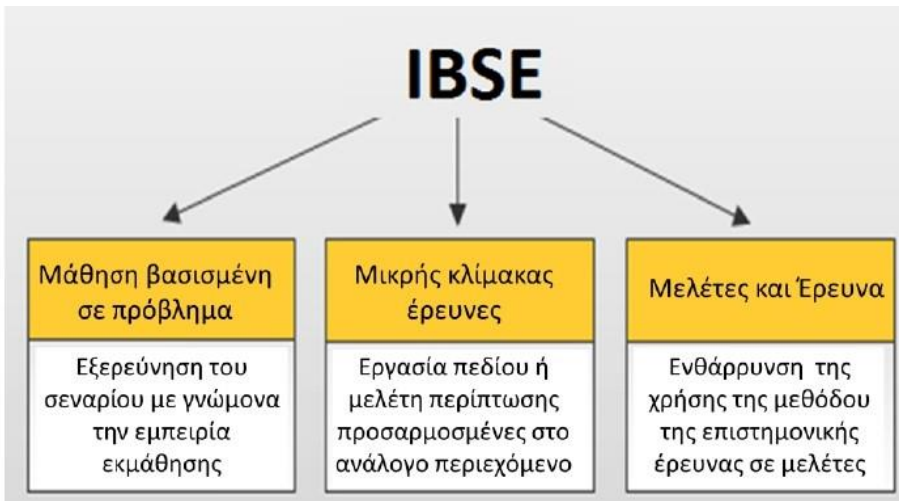 IBSE
Μάθηση βασισμένη
σε πρόβλημα
Εξερεύνηση του
σεναρίου με γνώμονα
την εμπειρία
εκμάθησης
Μικρής κλίμακας
έρευνες
Εργασία πεδίου ή
μελέτη περίπτωσης
προσαρμοσμένες στο
ανάλογο περιεχόμενο
Μελέτες και Έρευνα
Ενθάρρυνση της
χρήσης της μεθόδου
της επιστημονικής
έρευνας σε μελέτες